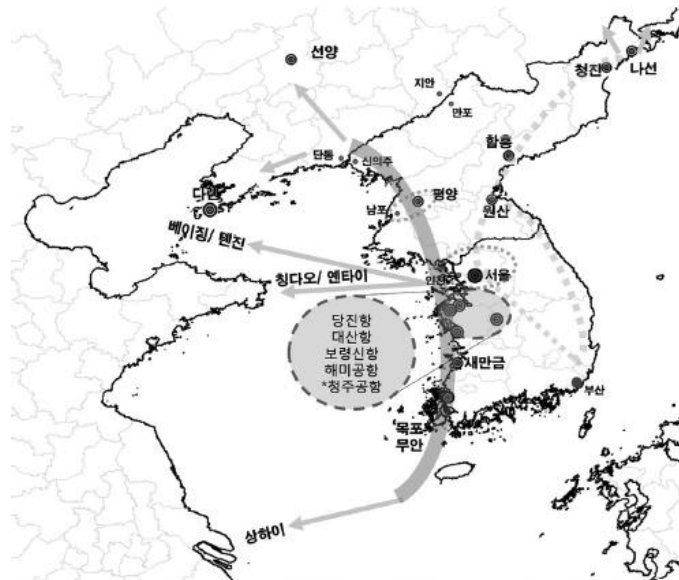 선양
지안
만포
청진
나선
함흥
단동
신의주
다롄
평양
남포
원산
베이징/ 텐진
칭다오/ 옌타이
인천
서울
당진항
대산항
보령신항
해미공항
*청주공항
새만금
부산
목포
무안
상하이